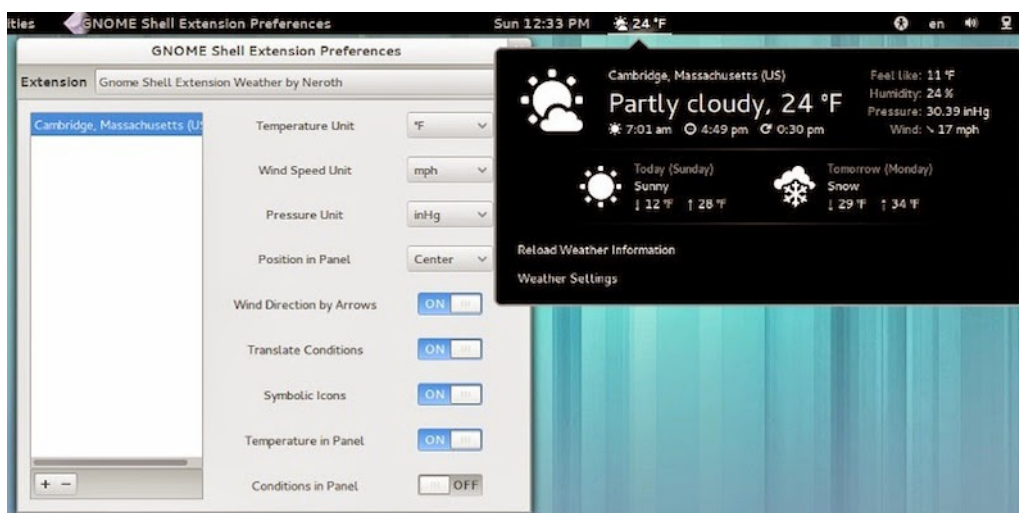 ities GNOME Shell Extension Preferences Sun 12:33 PM 24 °F en
GNOME Shell Extension Preferences
Extension Gnome Shell Extension Weather by Neroth
Cambridge, Massachusetts (US
Temperature Unit °F
Wind Speed Unit mph
Pressure Unit inHg
Position in Panel Center
Wind Direction by Arrows ON
Translate Conditions ON
Symbolic Icons ON
Temperature in Panel ON
Conditions in Panel OFF
Cambridge, Massachusetts (US)
Partly cloudy, 24 °F
7:01 am 4:49 pm 0:30 pm
Feel like: 11 °F
Humidity: 24 %
Pressure: 30.39 inHg
Wind: ↘ 17 mph
Today (Sunday)
Sunny
↓ 12 °F ↑ 28 °F
Tomorrow (Monday)
Snow
↓ 29 °F ↑ 34 °F
Reload Weather Information
Weather Settings